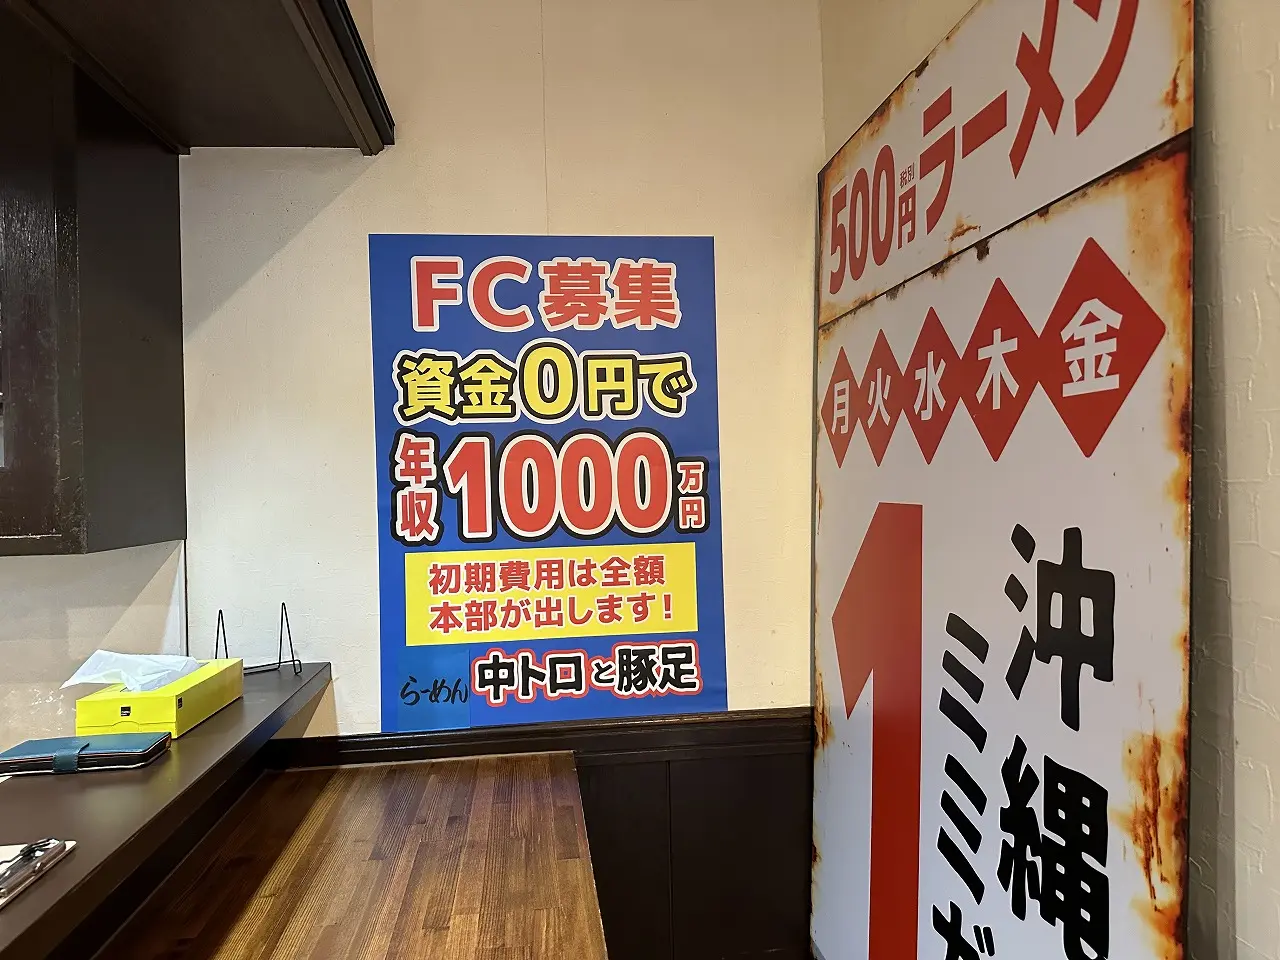 FC募集
資金0円で
年収1000万円
初期費用は全額
本部が出します!
らーめん 中トロと豚足
500円 税別 ラーメン
月火水木金
1
沖縄
ミミガ